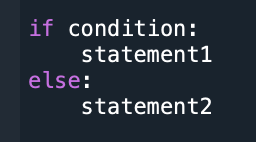 if condition:
    statement1
else:
    statement2